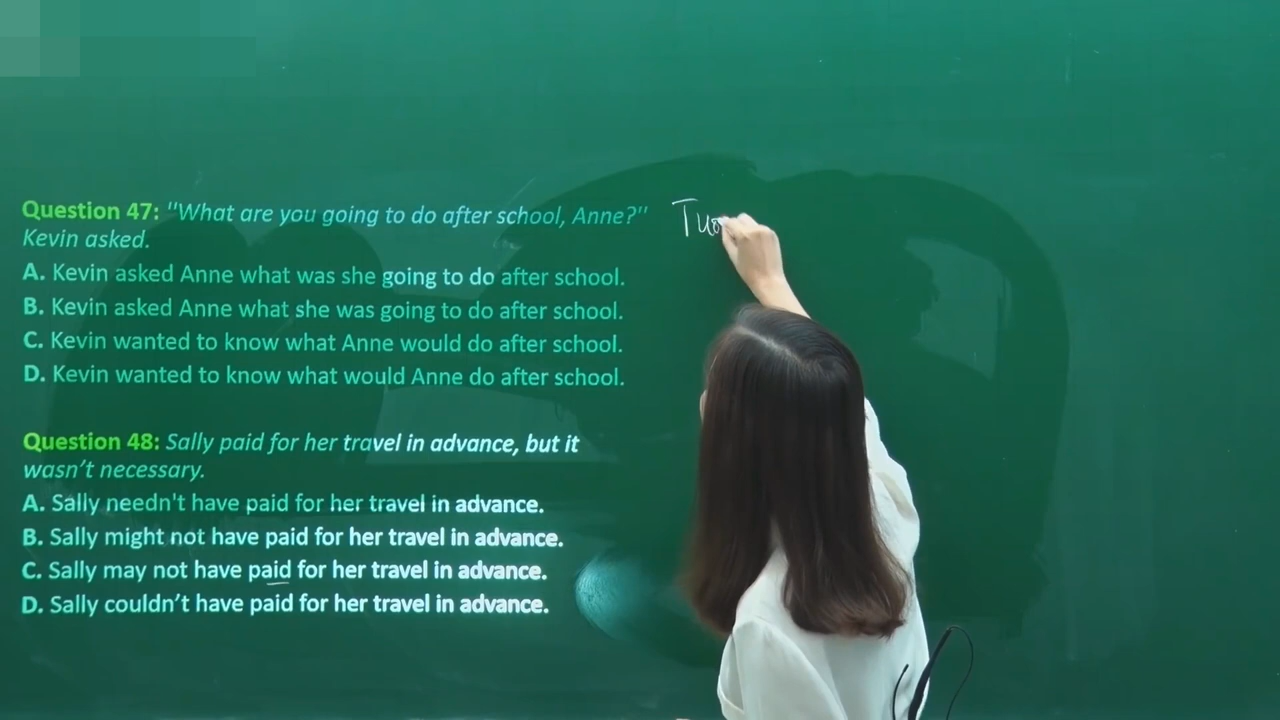 Question 47: "What are you going to do after school, Anne?"
Kevin asked.
A. Kevin asked Anne what was she going to do after school.
B. Kevin asked Anne what she was going to do after school.
C. Kevin wanted to know what Anne would do after school.
D. Kevin wanted to know what would Anne do after school.
Question 48: Sally paid for her travel in advance, but it
wasn't necessary.
A. Sally needn't have paid for her travel in advance.
B. Sally might not have paid for her travel in advance.
C. Sally may not have paid for her travel in advance.
D. Sally couldn't have paid for her travel in advance.